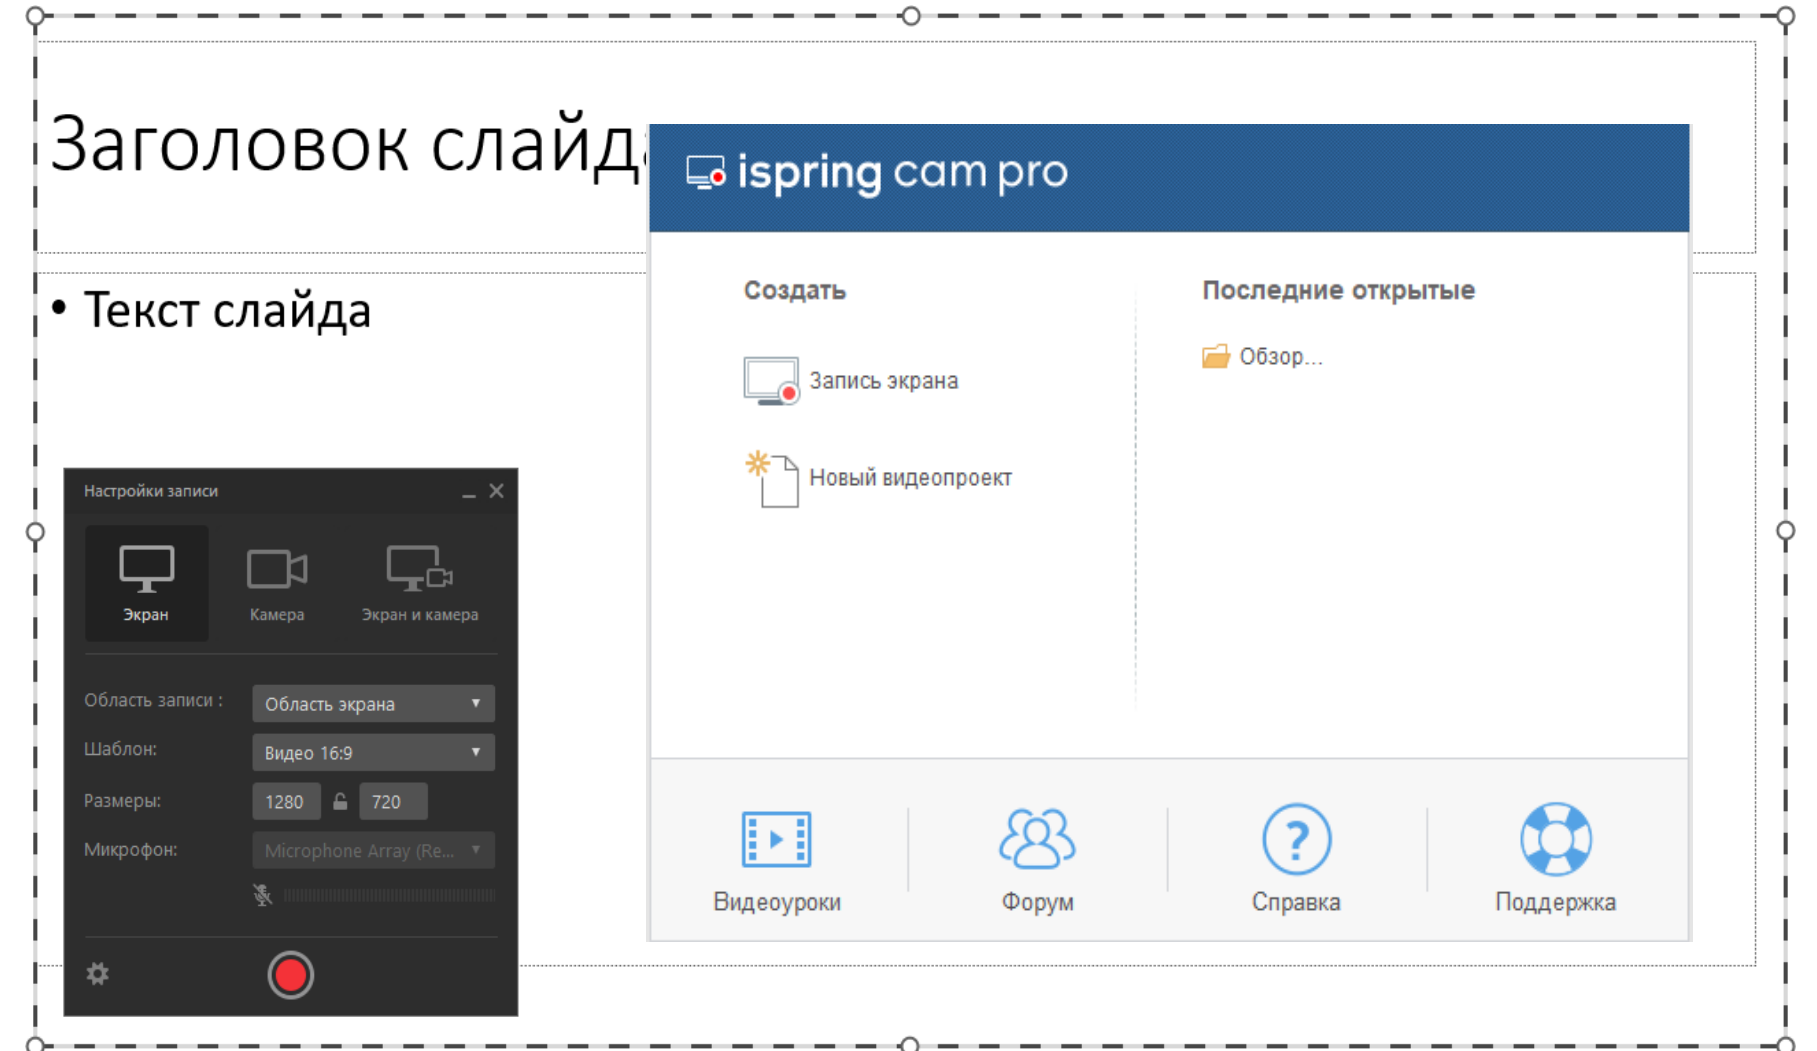 Заголовок слайда
• Текст слайда
ispring cam pro
Создать
Запись экрана
Новый видеопроект
Последние открытые
Обзор...
Видеоуроки
Форум
Справка
Поддержка
Настройки записи
Экран
Камера
Экран и камера
Область записи : Область экрана
Шаблон: Видео 16:9
Размеры: 1280 720
Микрофон: Microphone Array (Re...